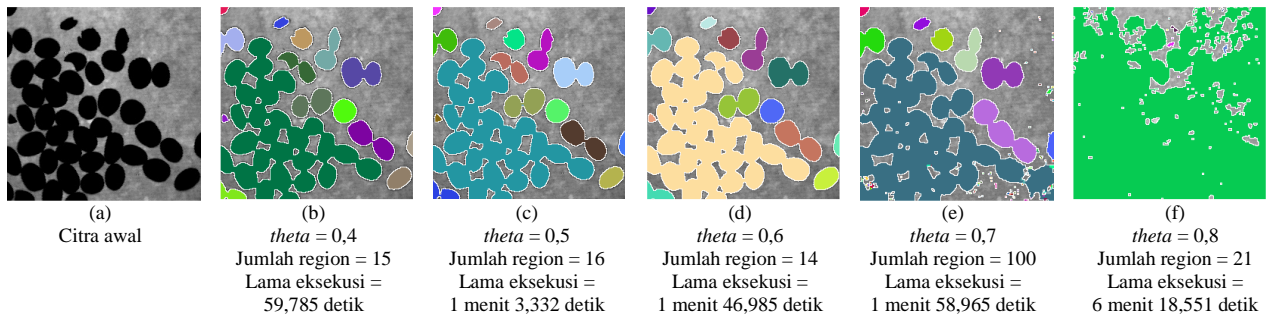 (a)
Citra awal
(b)
theta = 0,4
Jumlah region = 15
Lama eksekusi =
59,785 detik
(c)
theta = 0,5
Jumlah region = 16
Lama eksekusi =
1 menit 3,332 detik
(d)
theta = 0,6
Jumlah region = 14
Lama eksekusi =
1 menit 46,985 detik
(e)
theta = 0,7
Jumlah region = 100
Lama eksekusi =
1 menit 58,965 detik
(f)
theta = 0,8
Jumlah region = 21
Lama eksekusi =
6 menit 18,551 detik